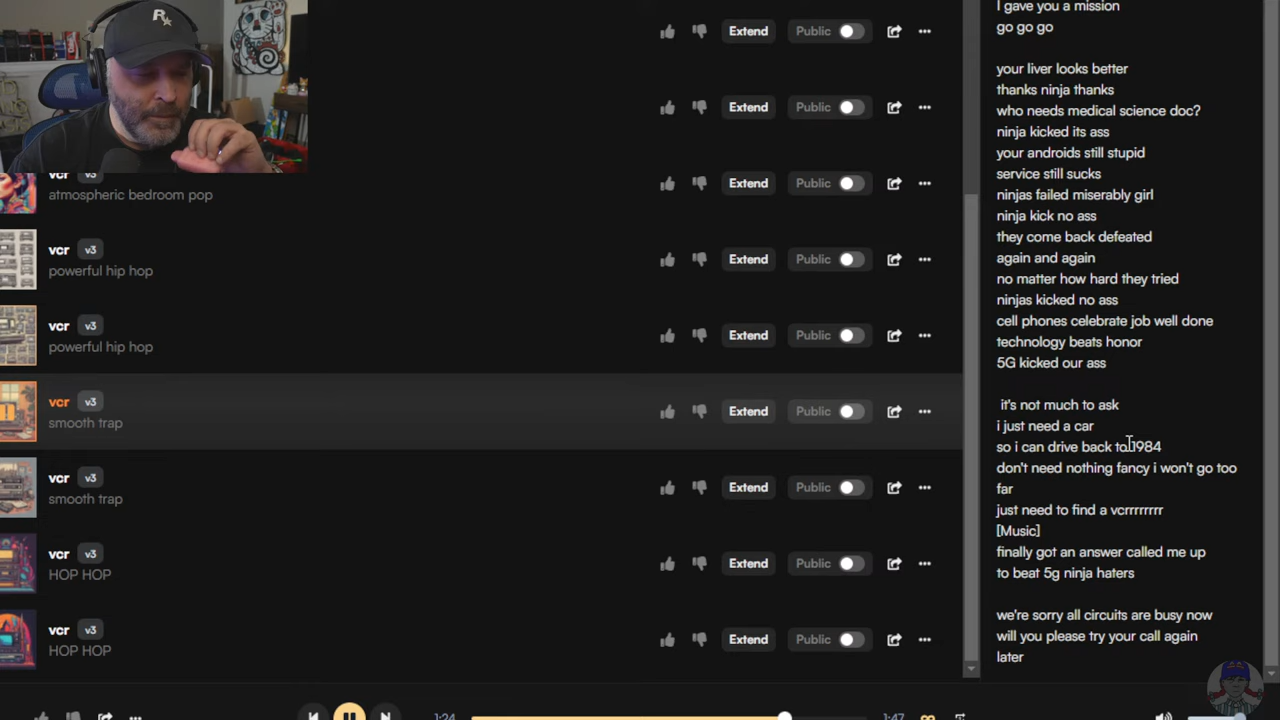 R
Extend Public
Extend Public
vcr v3
atmospheric bedroom pop
Extend Public
vcr v3
powerful hip hop
Extend Public
vcr v3
powerful hip hop
Extend Public
vcr v3
smooth trap
Extend Public
vcr v3
smooth trap
Extend Public
vcr v3
HOP HOP
Extend Public
vcr v3
HOP HOP
Extend Public
1:24
1:47
I gave you a mission
go go go
your liver looks better
thanks ninja thanks
who needs medical science doc?
ninja kicked its ass
your androids still stupid
service still sucks
ninjas failed miserably girl
ninja kick no ass
they come back defeated
again and again
no matter how hard they tried
ninjas kicked no ass
cell phones celebrate job well done
technology beats honor
5G kicked our ass
it's not much to ask
i just need a car
so i can drive back to 1984
don't need nothing fancy i won't go too
far
just need to find a vcrrrrrrrr
[Music]
finally got an answer called me up
to beat 5g ninja haters
we're sorry all circuits are busy now
will you please try your call again
later